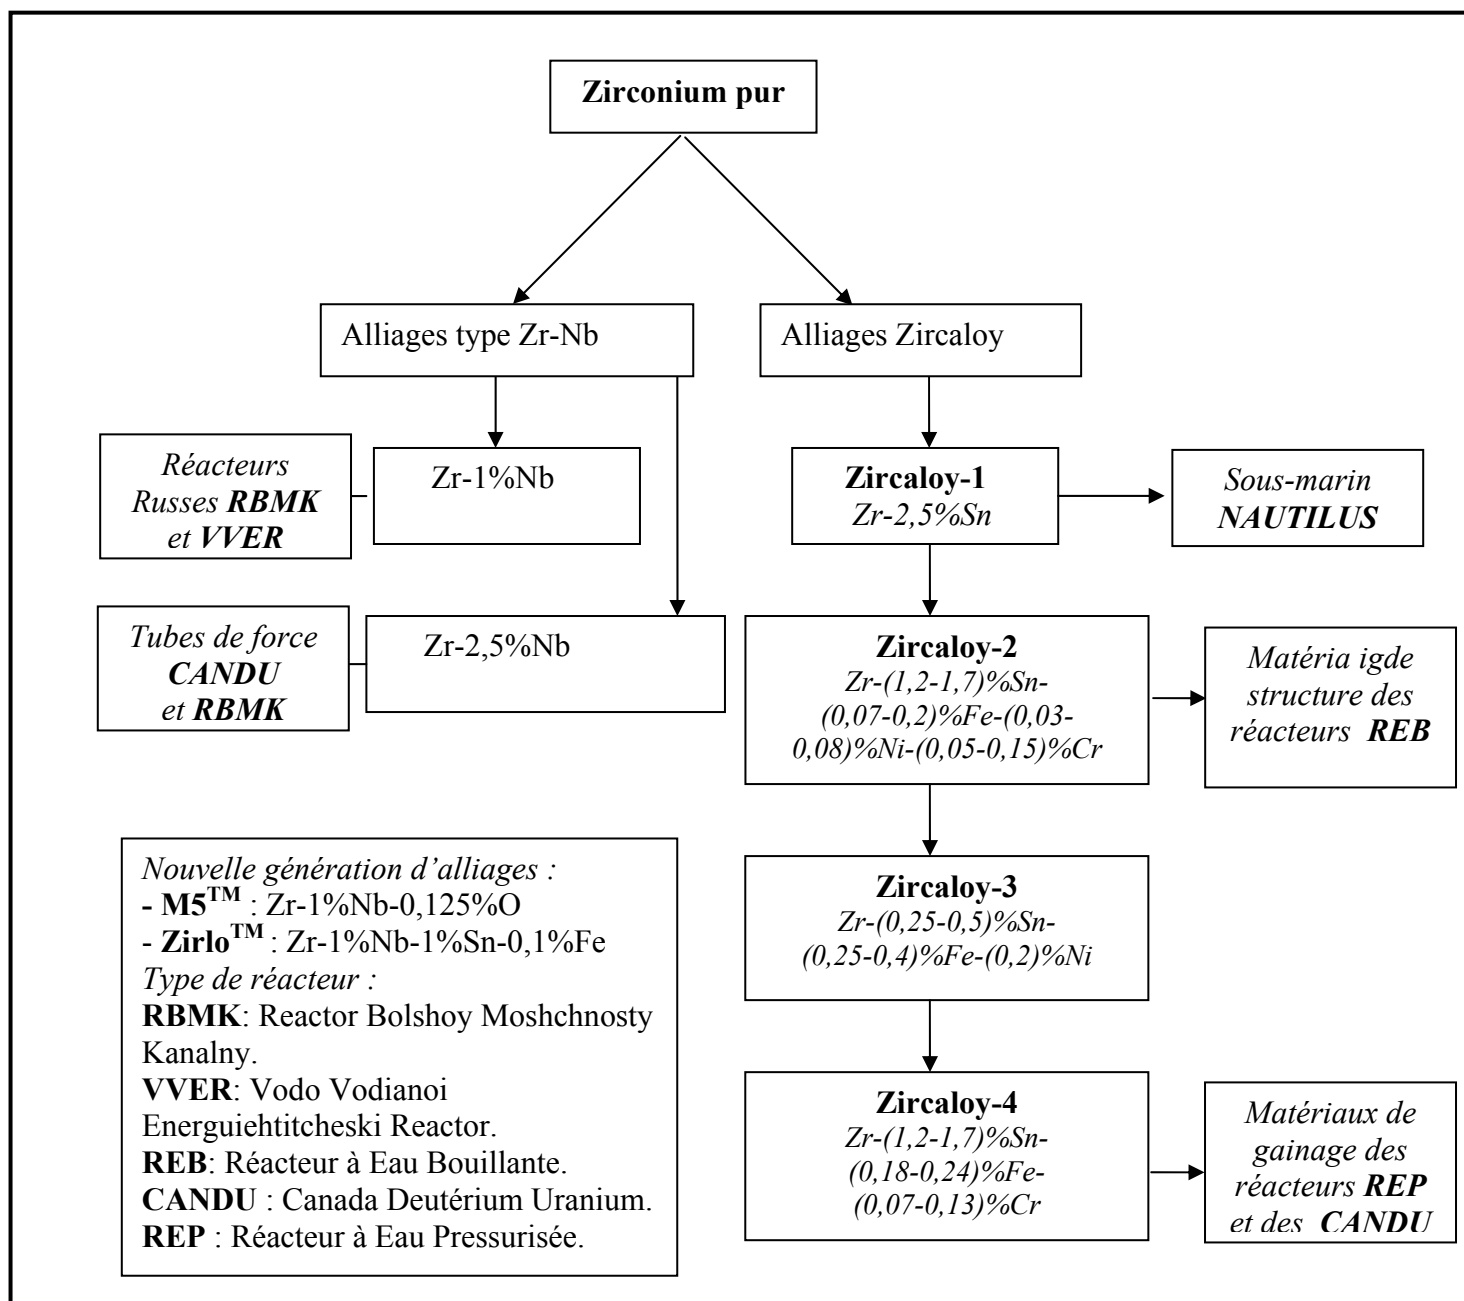 Zirconium pur
Alliages type Zr-Nb
Alliages Zircaloy
Réacteurs
Russes RBMK
et VVER
Zr-1%Nb
Zircaloy-1
Zr-2,5%Sn
Sous-marin
NAUTILUS
Tubes de force
CANDU
et RBMK
Zr-2,5%Nb
Zircaloy-2
Zr-(1,2-1,7)%Sn-
(0,07-0,2)%Fe-(0,03-
0,08)%Ni-(0,05-0,15)%Cr
Matéria igde
structure des
réacteurs REB
Nouvelle génération d’alliages :
- M5TM : Zr-1%Nb-0,125%O
- ZirloTM : Zr-1%Nb-1%Sn-0,1%Fe
Type de réacteur :
RBMK: Reactor Bolshoy Moshchnosty
Kanalny.
VVER: Vodo Vodianoi
Energuiehtitcheski Reactor.
REB: Réacteur à Eau Bouillante.
CANDU : Canada Deutérium Uranium.
REP : Réacteur à Eau Pressurisée.
Zircaloy-3
Zr-(0,25-0,5)%Sn-
(0,25-0,4)%Fe-(0,2)%Ni
Zircaloy-4
Zr-(1,2-1,7)%Sn-
(0,18-0,24)%Fe-
(0,07-0,13)%Cr
Matériaux de
gainage des
réacteurs REP
et des CANDU